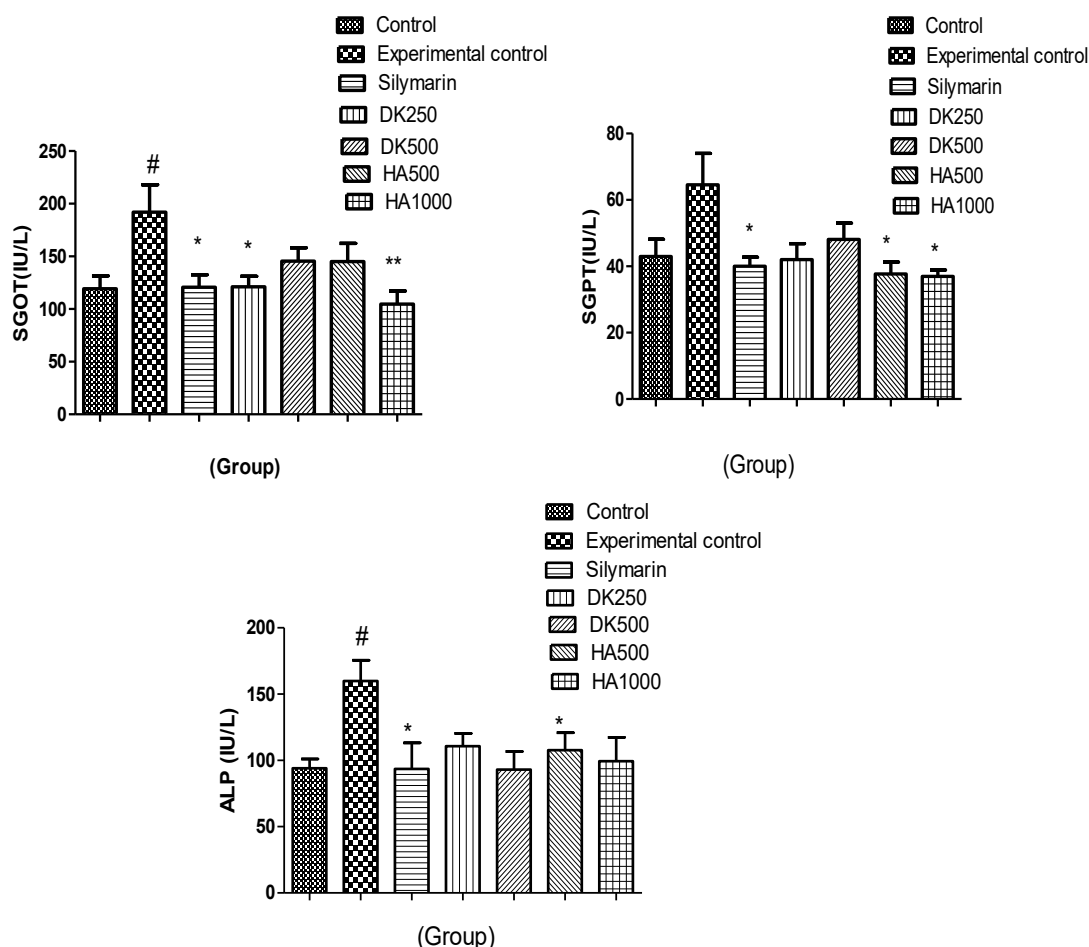 Control
Experimental control
Silymarin
DK250
DK500
HA500
HA1000
SGOT(IU/L)
250
200
150
100
50
0
#
*
*
**
(Group)
Control
Experimental control
Silymarin
DK250
DK500
HA500
HA1000
SGPT(IU/L)
80
60
40
20
0
*
*
*
(Group)
Control
Experimental control
Silymarin
DK250
DK500
HA500
HA1000
ALP (IU/L)
200
150
100
50
0
#
*
*
(Group)